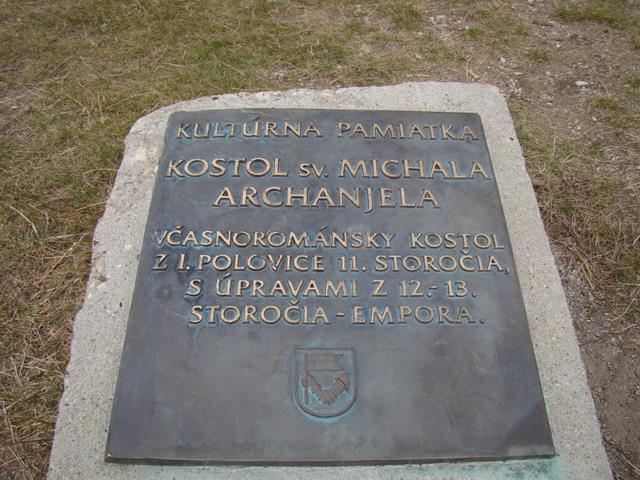 KULTÚRNA PAMIATKA
KOSTOL SV. MICHALA
ARCHANJELA
VČASNOROMÁNSKY KOSTOL
Z I. POLOVICE 11. STOROČIA,
S ÚPRAVAMI Z 12.-13.
STOROČIA - EMPORA.